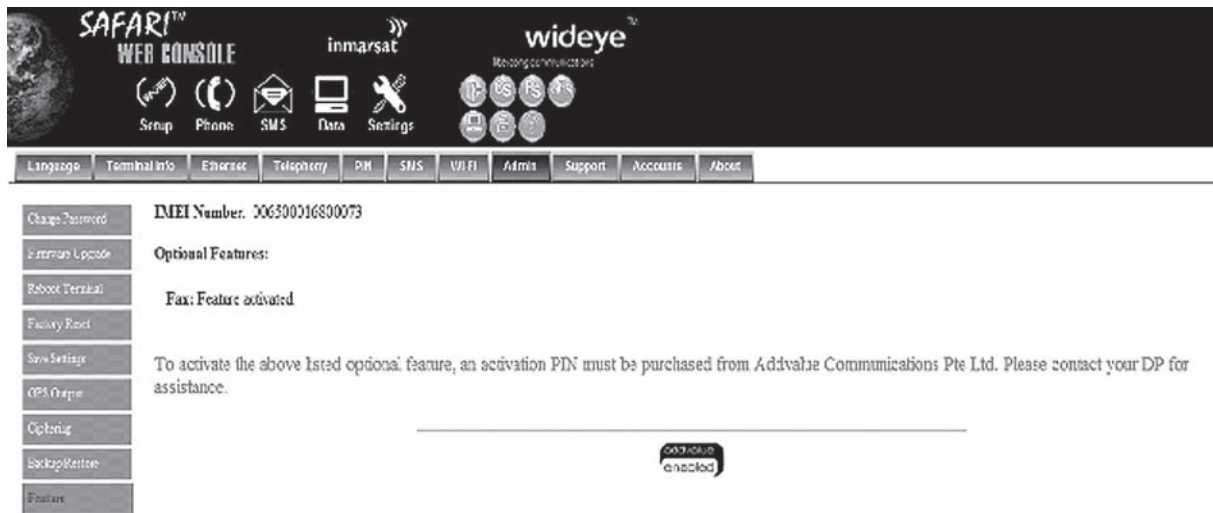 SAFARI™
WEB CONSOLE
inmarsat
wideye™
Setup Phone SMS Data Settings
Language Terminal Info Ethernet Telephony PIN SMS WI FI Admin Support Accounts About
Change Password
Firmware Upgrade
Reboot Terminal
Factory Reset
Save Settings
GPS Output
Ciphering
Backup/Restore
Feature
IMEI Number. 006500016800073
Optional Features:
Fax: Feature activated
To activate the above listed optional feature, an activation PIN must be purchased from Addvalue Communications Pte Ltd. Please contact your DP for
assistance.
addvalue
enabled